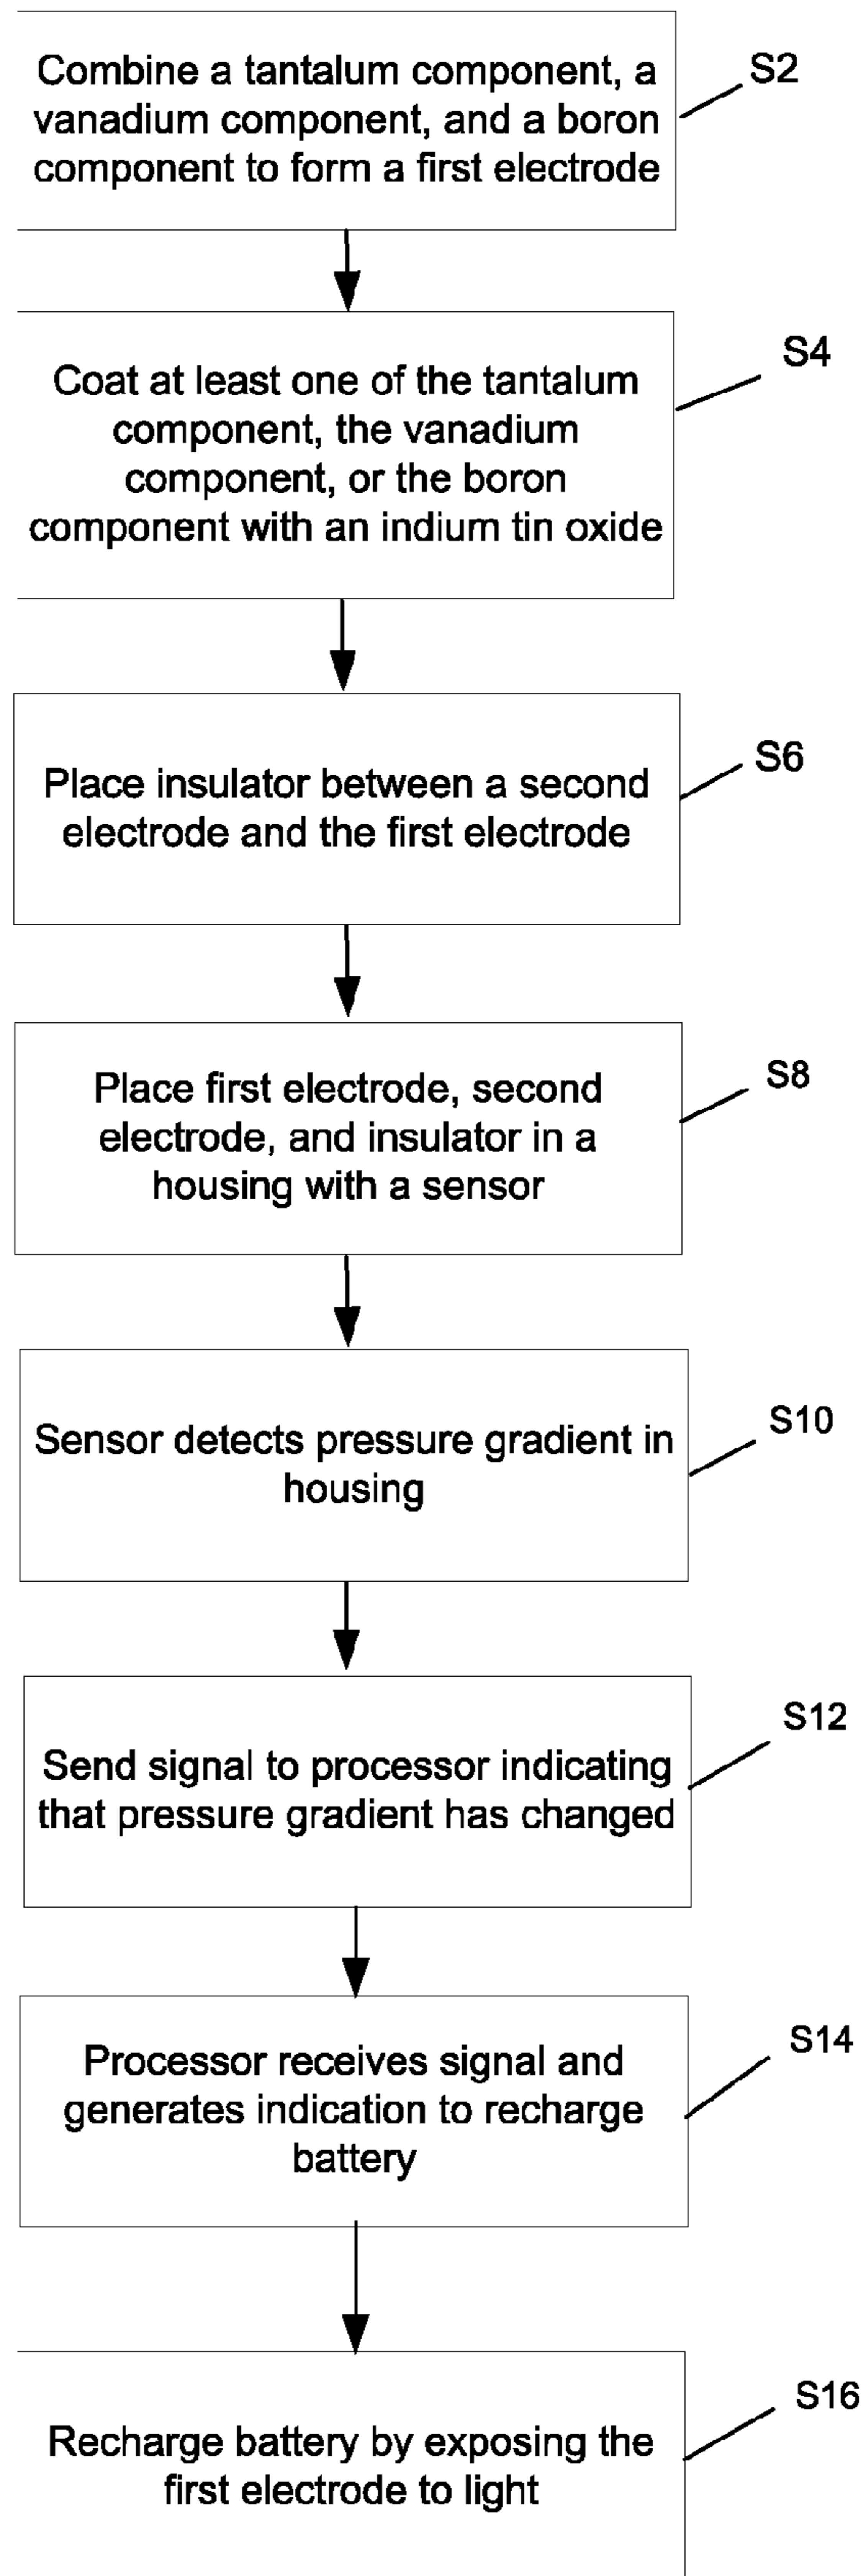 Combine a tantalum component, a
vanadium component, and a boron
component to form a first electrode
S2
Coat at least one of the tantalum
component, the vanadium
component, or the boron
component with an indium tin oxide
S4
Place insulator between a second
electrode and the first electrode
S6
Place first electrode, second
electrode, and insulator in a
housing with a sensor
S8
Sensor detects pressure gradient in
housing
S10
Send signal to processor indicating
that pressure gradient has changed
S12
Processor receives signal and
generates indication to recharge
battery
S14
Recharge battery by exposing the
first electrode to light
S16